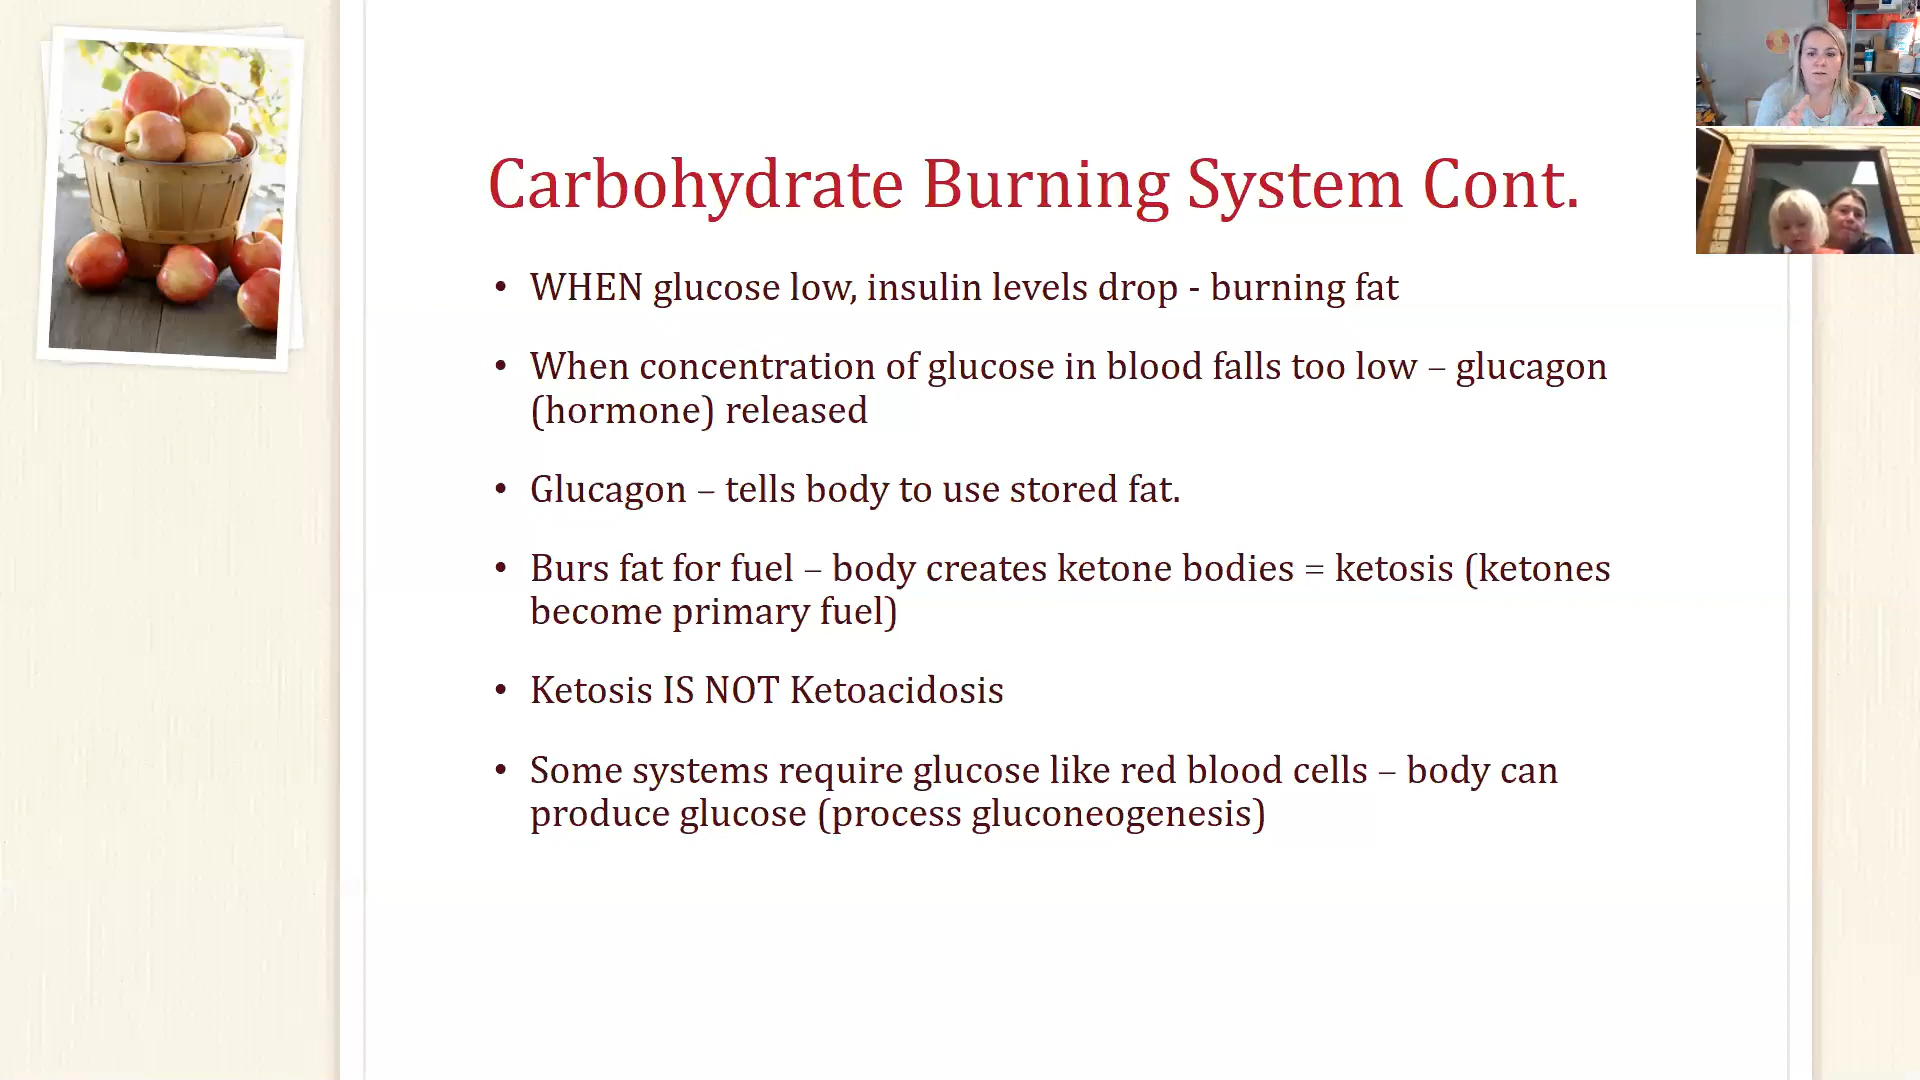 Carbohydrate Burning System Cont.
• WHEN glucose low, insulin levels drop - burning fat
• When concentration of glucose in blood falls too low – glucagon
(hormone) released
• Glucagon – tells body to use stored fat.
• Burs fat for fuel – body creates ketone bodies = ketosis (ketones
become primary fuel)
• Ketosis IS NOT Ketoacidosis
• Some systems require glucose like red blood cells – body can
produce glucose (process gluconeogenesis)